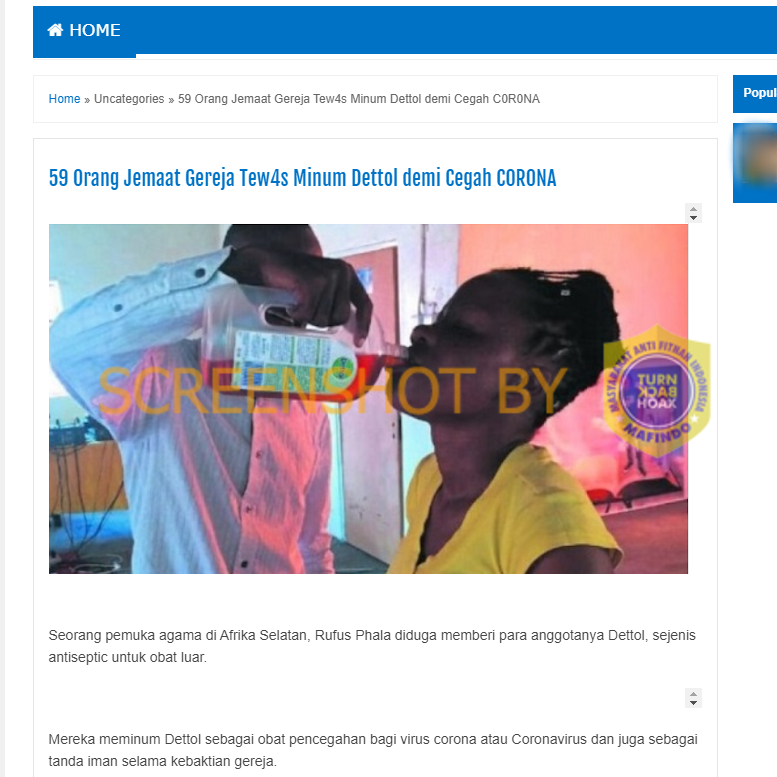 HOME
Home » Uncategories » 59 Orang Jemaat Gereja Tew4s Minum Dettol demi Cegah C0R0NA
Popul
59 Orang Jemaat Gereja Tew4s Minum Dettol demi Cegah C0R0NA
SCREENSHOT BY
MASYARAKAT ANTI FITNAH INDONESIA
TURN
BACK
HOAX
MAFINDO
Seorang pemuka agama di Afrika Selatan, Rufus Phala diduga memberi para anggotanya Dettol, sejenis
antiseptic untuk obat luar.
Mereka meminum Dettol sebagai obat pencegahan bagi virus corona atau Coronavirus dan juga sebagai
tanda iman selama kebaktian gereja.